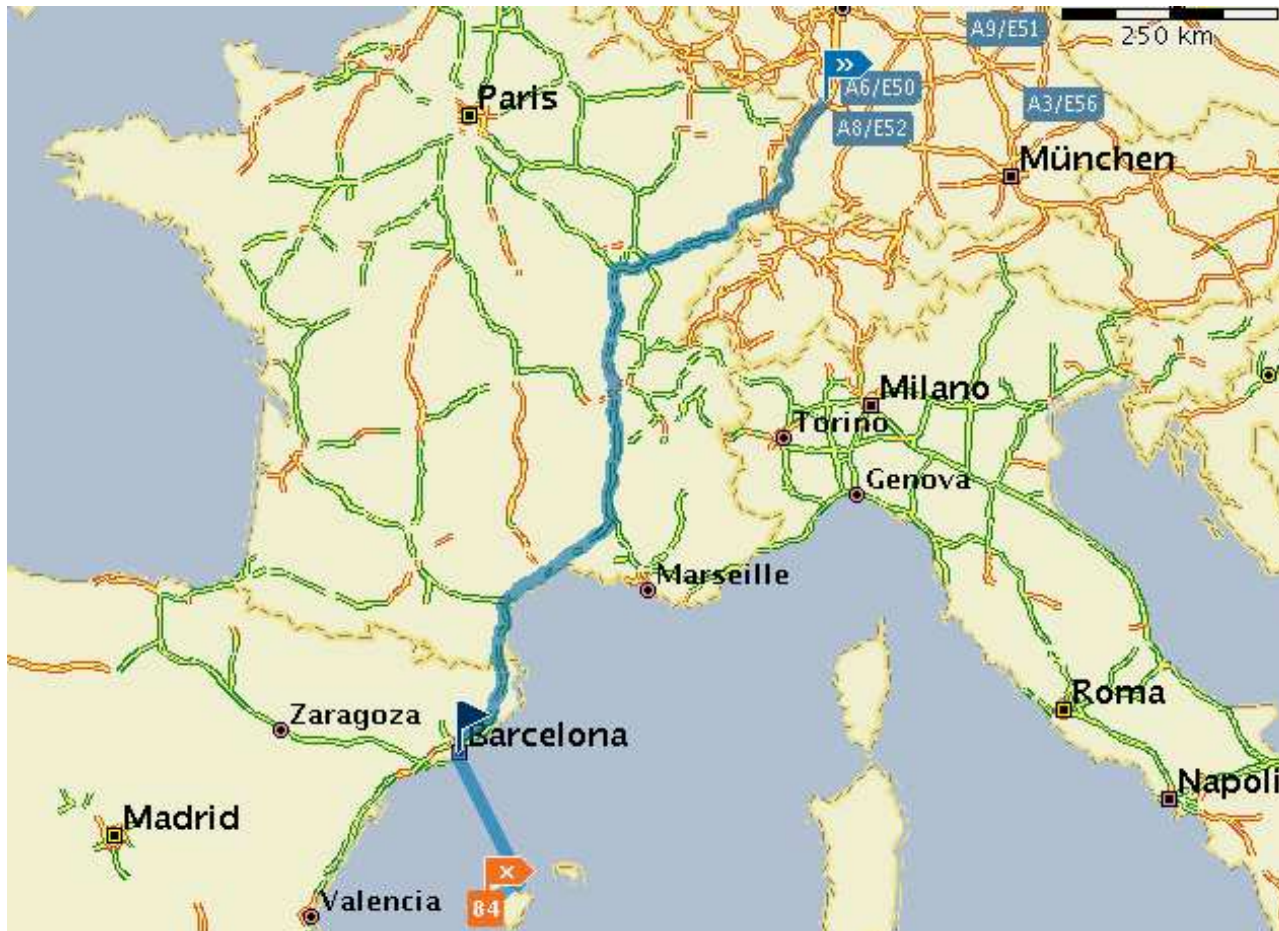 A9/E51
250 km
A6/E50
Paris
A3/E56
A8/E52
München
Milano
Torino
Genova
Marseille
Roma
Zaragoza
Barcelona
Napoli
Madrid
84
Valencia